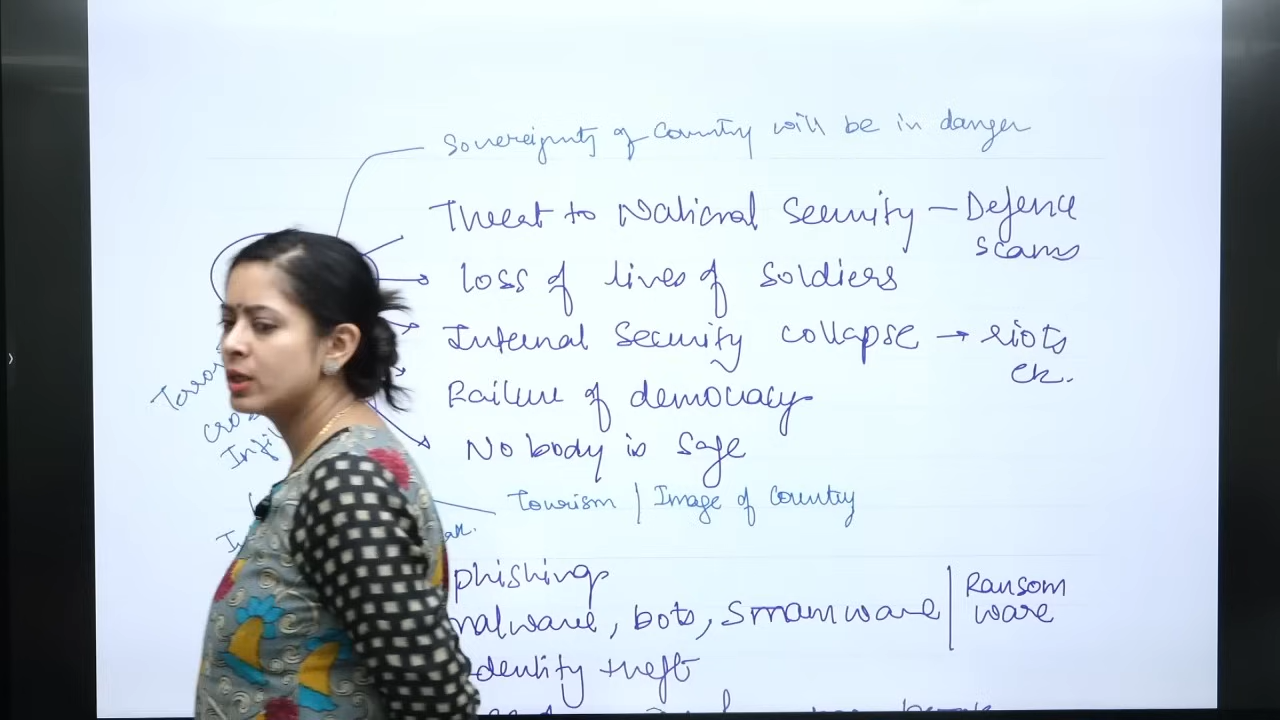 Sovereignty of Country will be in danger
Threat to National Security – Defence
scams
loss of lives of soldiers
Internal Security collapse → riots
etc.
Failure of democracy
No body is safe
Tourism | Image of Country
phishing
malware, bots, Smamware | Ransom
ware
identity theft